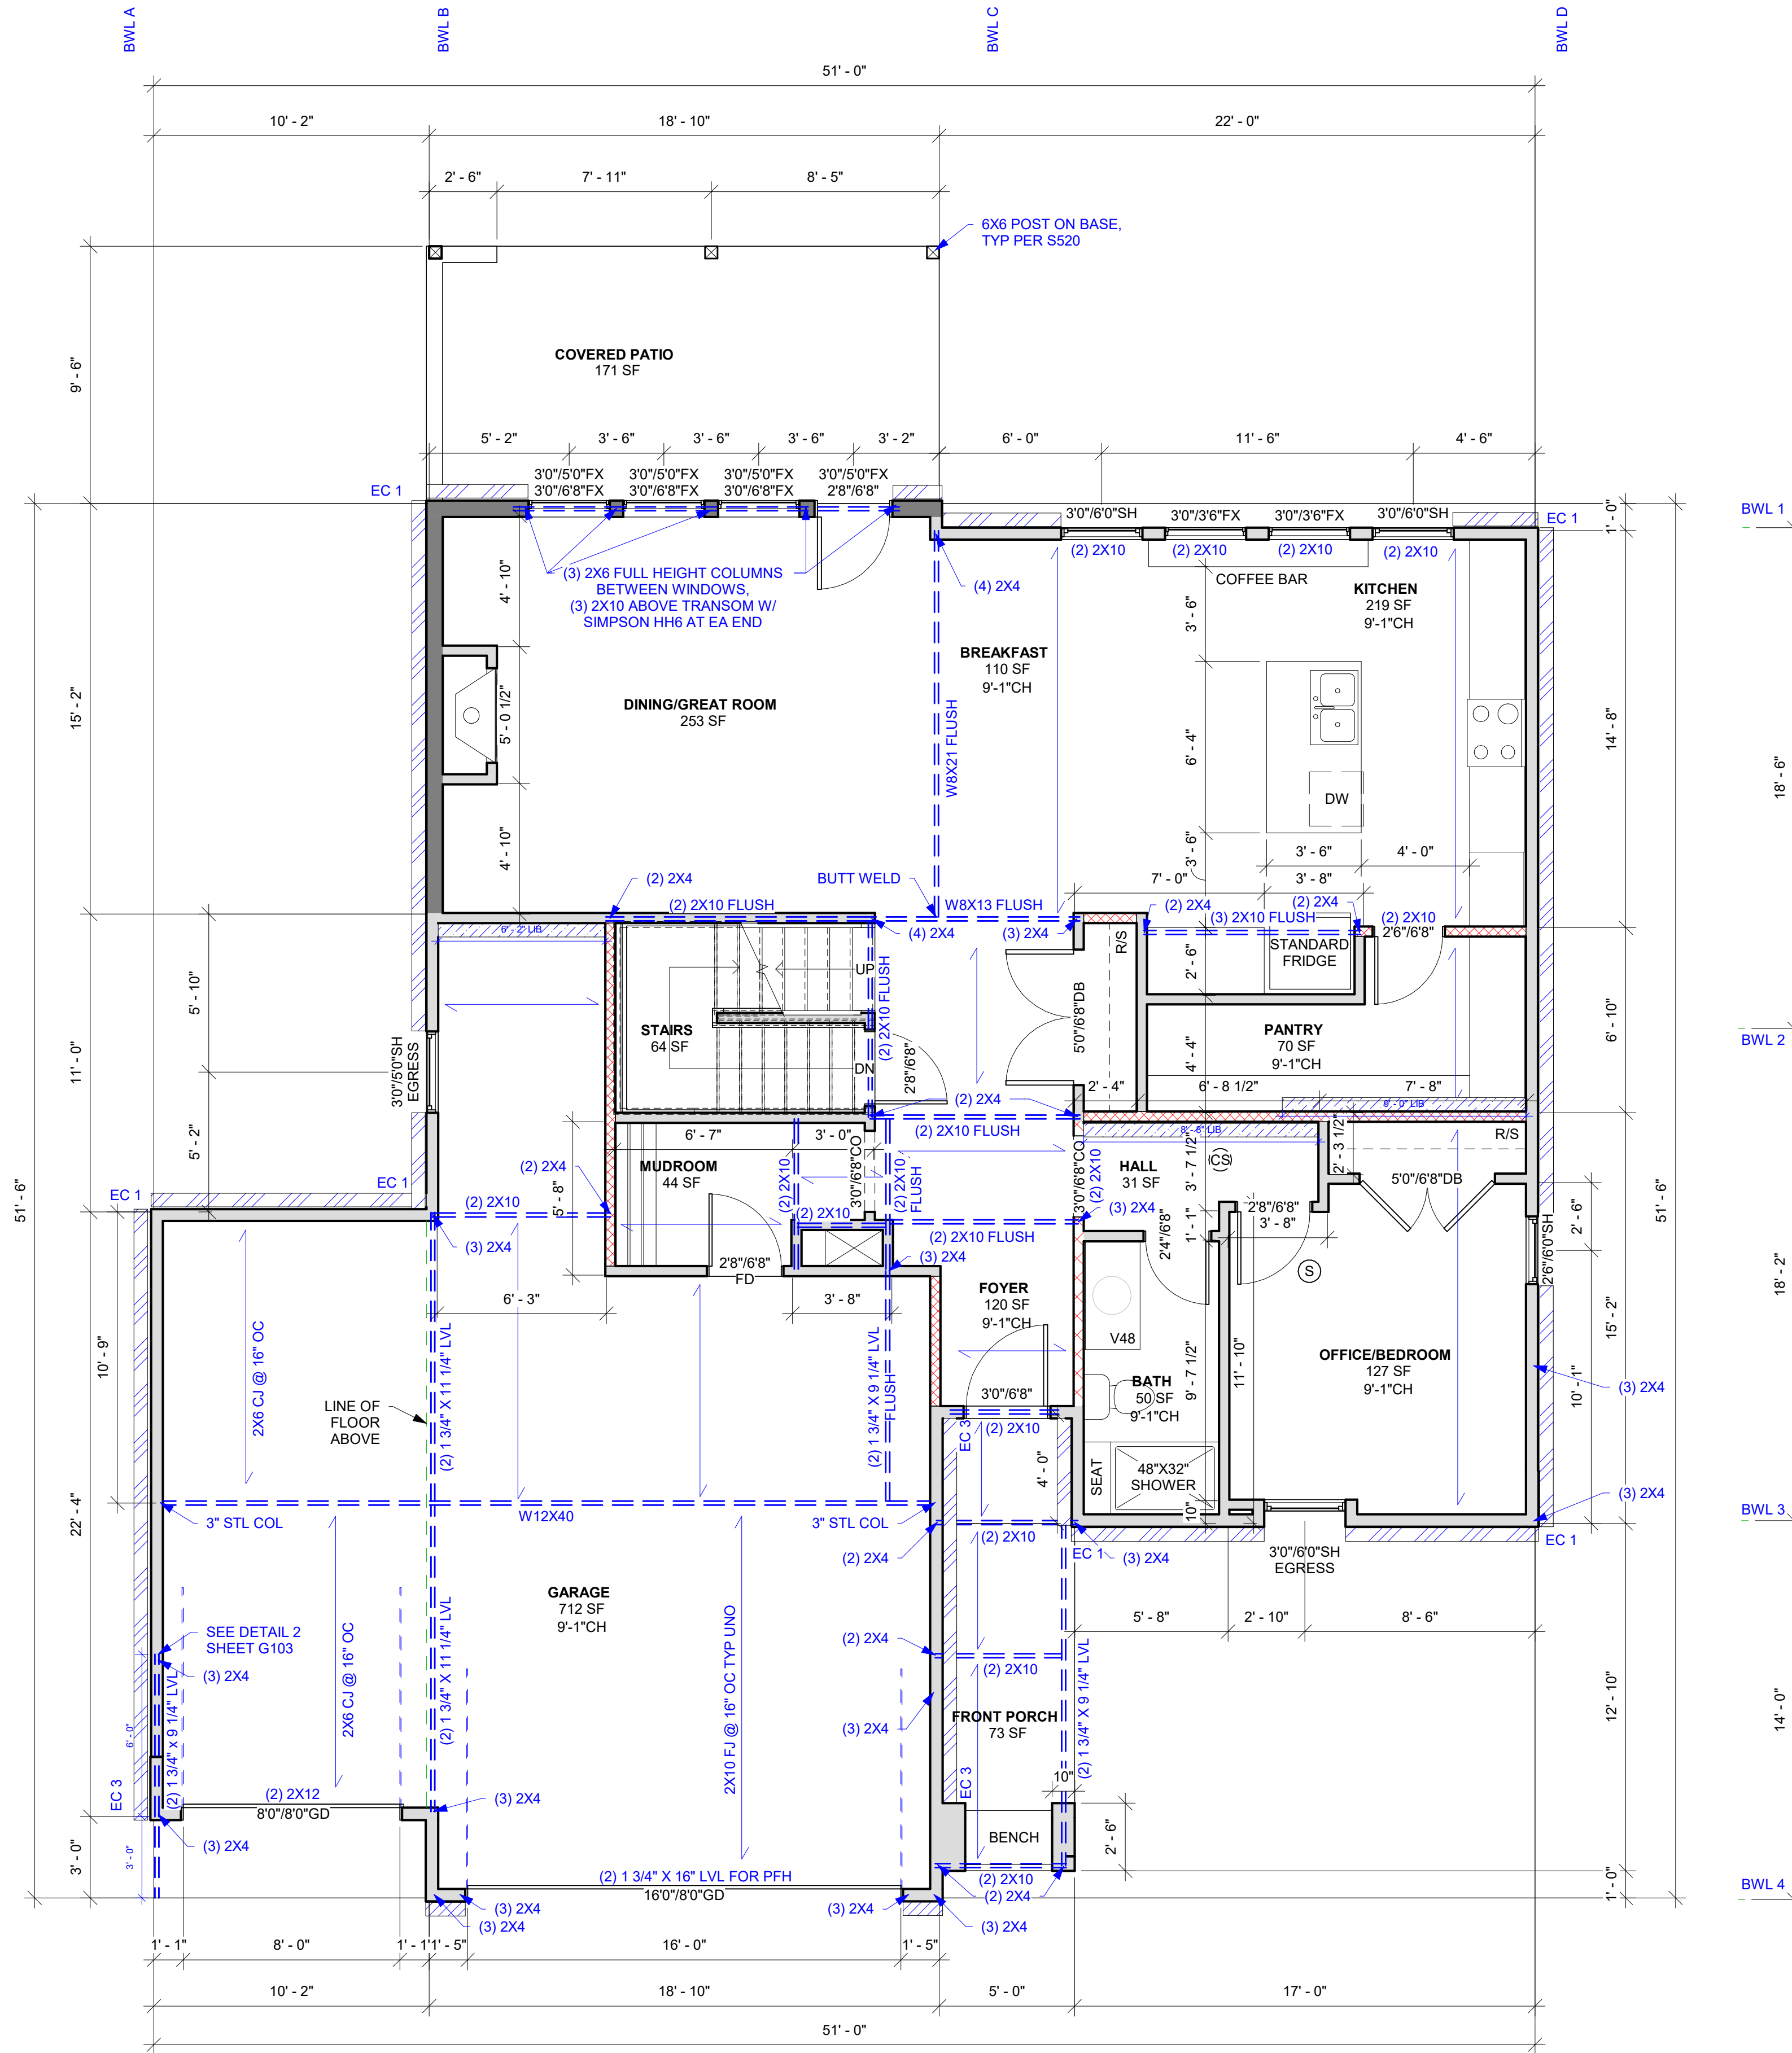 BWL A
BWL B
BWL C
BWL D
51' - 0"
10' - 2"
18' - 10"
22' - 0"
2' - 6"
7' - 11"
8' - 5"
6X6 POST ON BASE,
TYP PER S520
COVERED PATIO
171 SF
9' - 6"
5' - 2"
3' - 6"
3' - 6"
3' - 6"
3' - 2"
6' - 0"
11' - 6"
4' - 6"
EC 1
3'0"/5'0"FX
3'0"/6'8"FX
3'0"/5'0"FX
3'0"/6'8"FX
3'0"/5'0"FX
3'0"/6'8"FX
3'0"/5'0"FX
2'8"/6'8"
3'0"/6'0"SH
3'0"/3'6"FX
3'0"/3'6"FX
3'0"/6'0"SH
EC 1
1' - 0"
BWL 1
(2) 2X10
(2) 2X10
(2) 2X10
(2) 2X10
(3) 2X6 FULL HEIGHT COLUMNS
BETWEEN WINDOWS,
(3) 2X10 ABOVE TRANSOM W/
SIMPSON HH6 AT EA END
(4) 2X4
COFFEE BAR
KITCHEN
219 SF
9'-1"CH
4' - 10"
3' - 6"
BREAKFAST
110 SF
9'-1"CH
DINING/GREAT ROOM
253 SF
15' - 2"
5' - 0 1/2"
W8X21 FLUSH
6' - 4"
DW
14' - 8"
18' - 6"
4' - 10"
3' - 6"
3' - 6"
4' - 0"
(2) 2X4
BUTT WELD
7' - 0"
3' - 8"
(2) 2X10 FLUSH
W8X13 FLUSH
(2) 2X4
(2) 2X4
(3) 2X10 FLUSH
(2) 2X10
2'6"/6'8"
6' - 2" LIB
(4) 2X4
(3) 2X4
R/S
STANDARD
FRIDGE
2' - 6"
UP
(2) 2X10 FLUSH
5' - 10"
11' - 0"
STAIRS
64 SF
5'0"/6'8"DB
PANTRY
70 SF
9'-1"CH
6' - 10"
BWL 2
3'0"/5'0"SH
EGRESS
DN
2'8"/6'8"
4' - 4"
2' - 4"
6' - 8 1/2"
7' - 8"
(2) 2X4
9' - 0" LIB
5' - 2"
(2) 2X10 FLUSH
8' - 8" LIB
R/S
6' - 7"
3' - 0"
MUDROOM
44 SF
5' - 8"
(2) 2X10
3'0"/6'8"CO
(2) 2X10
FLUSH
3'0"/6'8"CO
(2) 2X10
HALL
31 SF
3' - 7 1/2"
CS
2' - 3 1/2"
5'0"/6'8"DB
2' - 6"
51' - 6"
51' - 6"
EC 1
EC 1
(2) 2X4
(2) 2X10
(2) 2X10
(3) 2X4
2'8"/6'8"
3' - 8"
2'6"/6'0"SH
(3) 2X4
(2) 2X10 FLUSH
1' - 1"
2'4"/6'8"
2'8"/6'8"
FD
(3) 2X4
S
6' - 3"
3' - 8"
FOYER
120 SF
9'-1"CH
V48
18' - 2"
15' - 2"
10' - 9"
2X6 CJ @ 16" OC
(2) 1 3/4" X 11 1/4" LVL
(2) 1 3/4" X 9 1/4" LVL
FLUSH
OFFICE/BEDROOM
127 SF
9'-1"CH
BATH
50 SF
9'-1"CH
9' - 7 1/2"
11' - 10"
10' - 1"
(3) 2X4
LINE OF
FLOOR
ABOVE
3'0"/6'8"
EC 3
(2) 2X10
4' - 0"
SEAT
48"X32"
SHOWER
10"
(3) 2X4
BWL 3
22' - 4"
3" STL COL
W12X40
3" STL COL
(2) 2X10
(2) 2X4
EC 1
(3) 2X4
3'0"/6'0"SH
EGRESS
EC 1
GARAGE
712 SF
9'-1"CH
5' - 8"
2' - 10"
8' - 6"
SEE DETAIL 2
SHEET G103
(3) 2X4
2X6 CJ @ 16" OC
(2) 1 3/4" X 11 1/4" LVL
2X10 FJ @ 16" OC TYP UNO
(2) 2X4
(2) 2X10
(2) 1 3/4" X 9 1/4" LVL
(2) 1 3/4" x 9 1/4" LVL
6' - 0"
FRONT PORCH
73 SF
(3) 2X4
12' - 10"
14' - 0"
EC 3
EC 3
10"
(2) 2X12
8'0"/8'0"GD
(3) 2X4
(3) 2X4
BENCH
2' - 6"
3' - 0"
3' - 0"
(2) 1 3/4" X 16" LVL FOR PFH
16'0"/8'0"GD
(2) 2X10
(2) 2X4
1' - 0"
BWL 4
(3) 2X4
(3) 2X4
(3) 2X4
(3) 2X4
1' - 1"
8' - 0"
1' - 1"
1' - 5"
16' - 0"
1' - 5"
10' - 2"
18' - 10"
5' - 0"
17' - 0"
51' - 0"